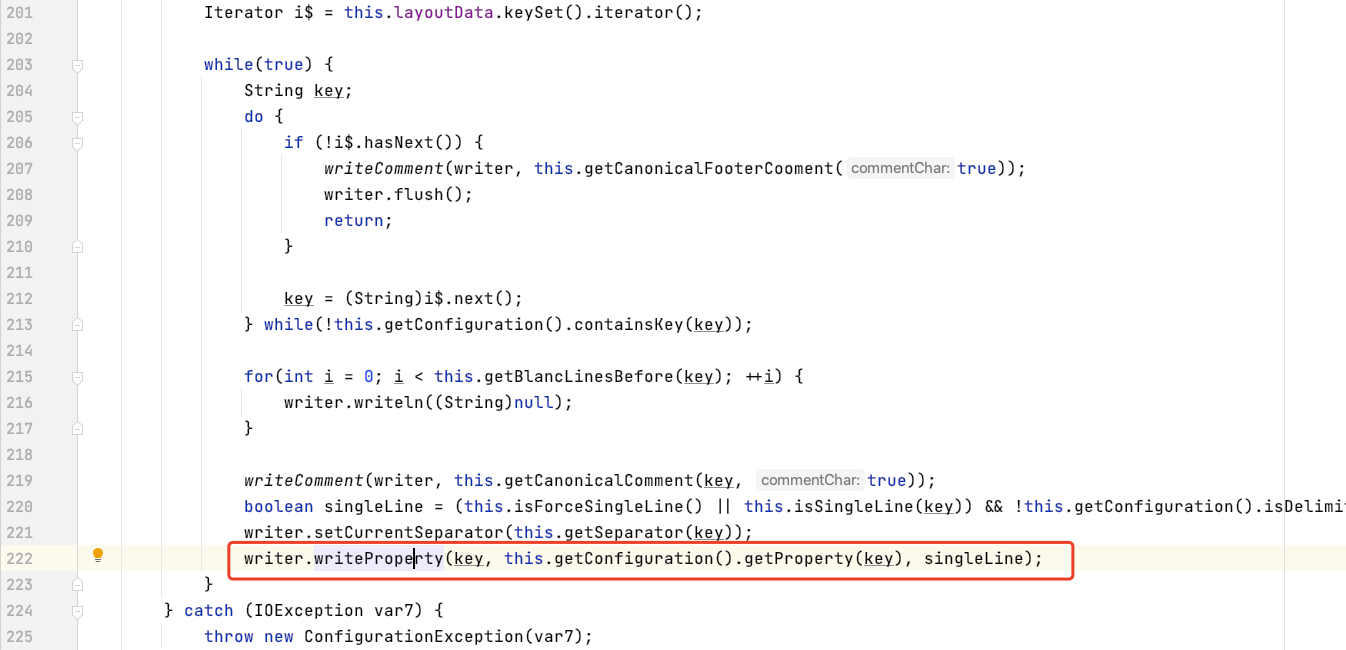 201 Iterator i$ = this.layoutData.keySet().iterator();
202
203 while(true) {
204 String key;
205 do {
206 if (!i$.hasNext()) {
207 writeComment(writer, this.getCanonicalFooterCooment( commentChar: true));
208 writer.flush();
209 return;
210 }
211
212 key = (String)i$.next();
213 } while(!this.getConfiguration().containsKey(key));
214
215 for(int i = 0; i < this.getBlancLinesBefore(key); ++i) {
216 writer.writeln((String)null);
217 }
218
219 writeComment(writer, this.getCanonicalComment(key, commentChar: true));
220 boolean singleLine = (this.isForceSingleLine() || this.isSingleLine(key)) && !this.getConfiguration().isDelimit
221 writer.setCurrentSeparator(this.getSeparator(key));
222 writer.writeProperty(key, this.getConfiguration().getProperty(key), singleLine);
223 }
224 } catch (IOException var7) {
225 throw new ConfigurationException(var7);